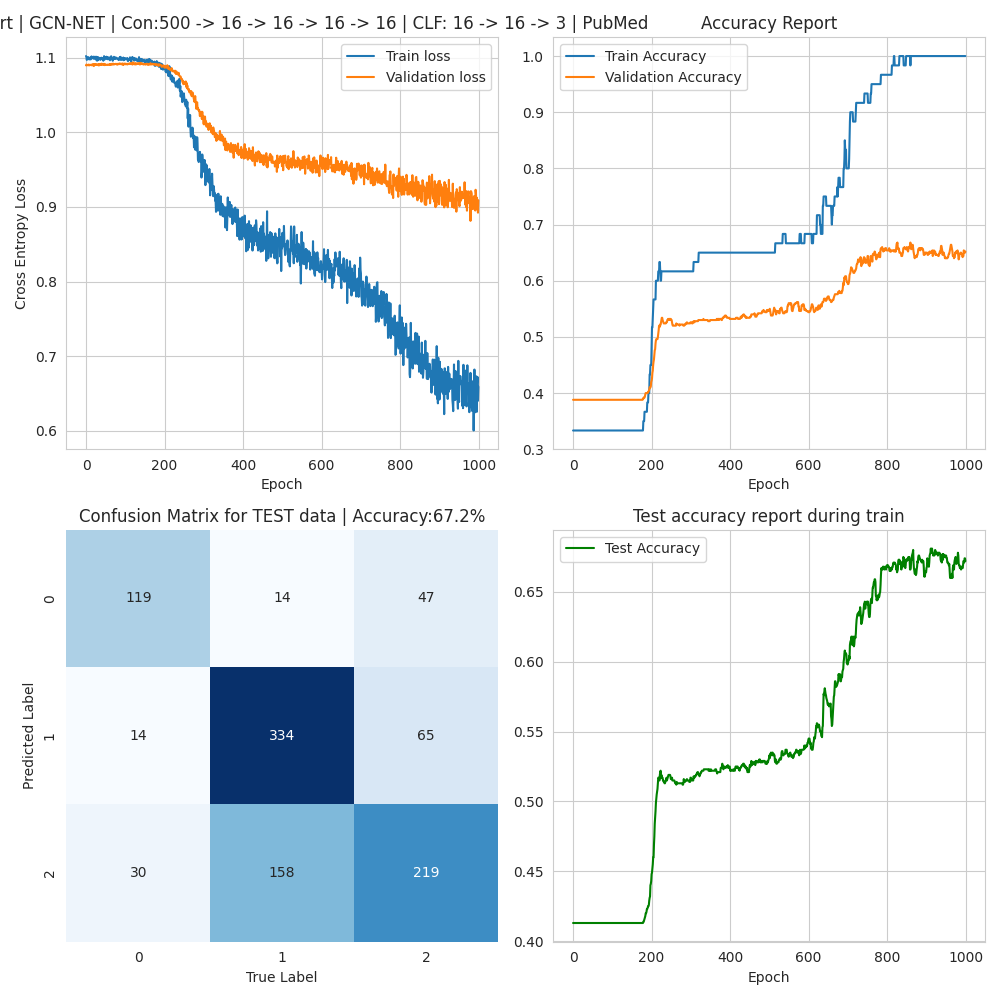 rt | GCN-NET | Con:500 -> 16 -> 16 -> 16 -> 16 | CLF: 16 -> 16 -> 3 | PubMed
Train loss
Validation loss
1.1
1.0
0.9
0.8
0.7
0.6
Cross Entropy Loss
0 200 400 600 800 1000
Epoch
Accuracy Report
Train Accuracy
Validation Accuracy
1.0
0.9
0.8
0.7
0.6
0.5
0.4
0.3
0 200 400 600 800 1000
Epoch
Confusion Matrix for TEST data | Accuracy:67.2%
Predicted Label
0
119 14 47
1
14 334 65
2
30 158 219
0 1 2
True Label
Test accuracy report during train
Test Accuracy
0.65
0.60
0.55
0.50
0.45
0.40
0 200 400 600 800 1000
Epoch